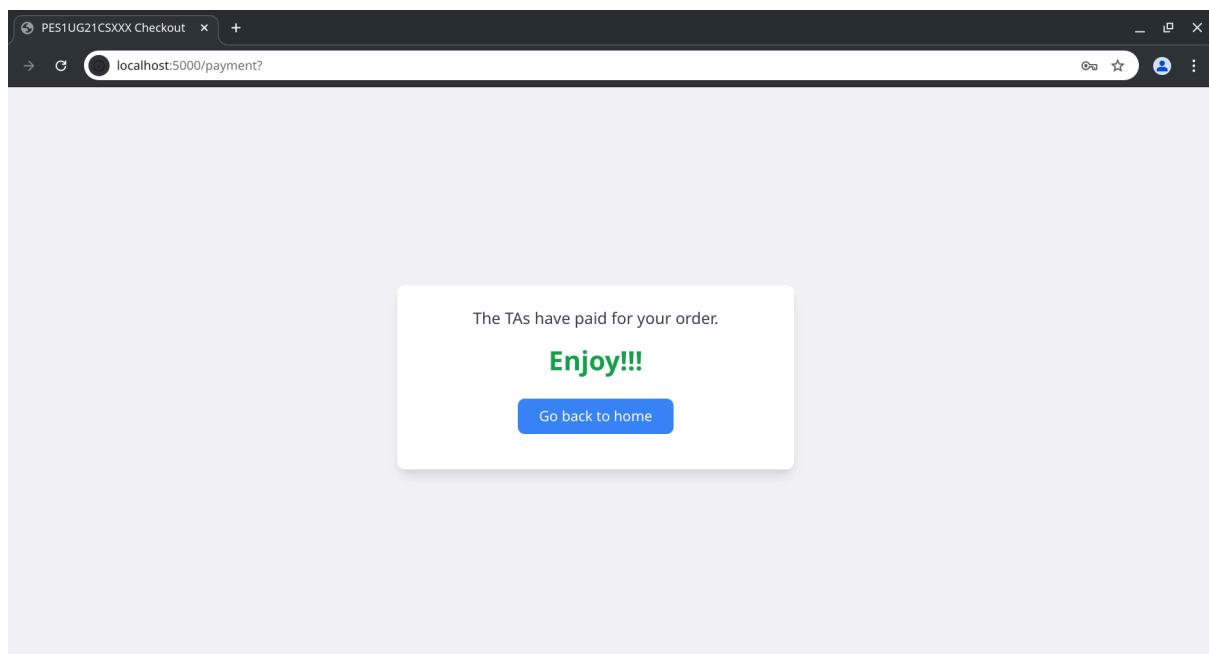 PES1UG21CSXXX Checkout
localhost:5000/payment?
The TAs have paid for your order.
Enjoy!!!
Go back to home